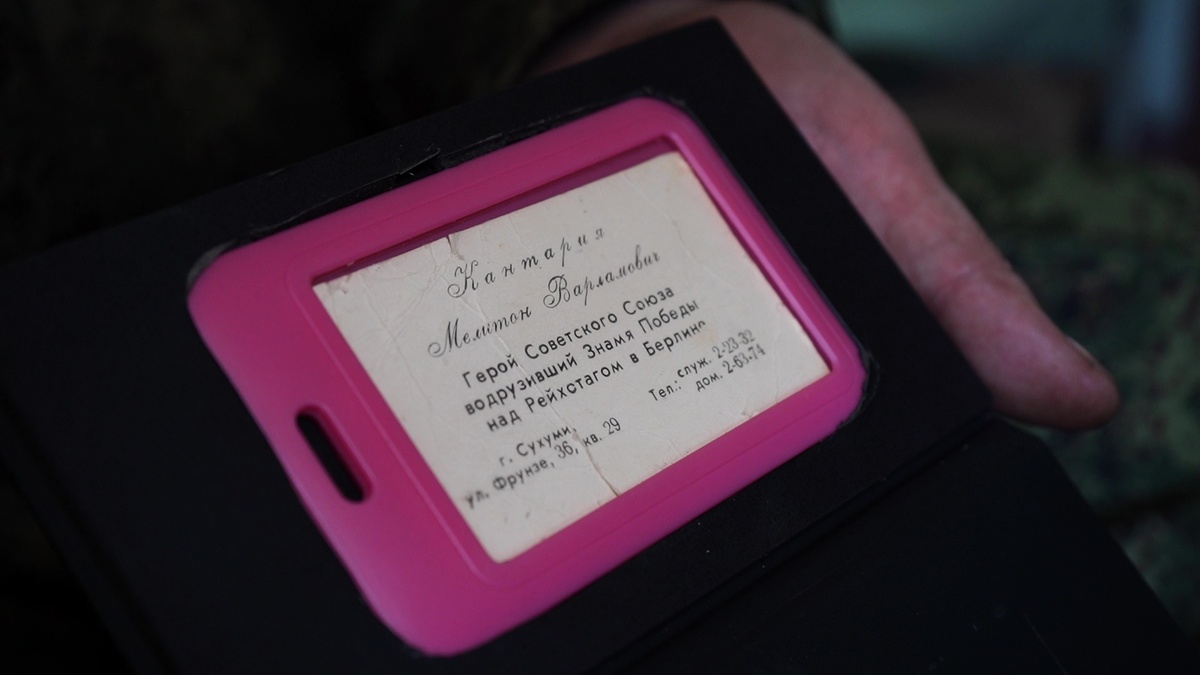 Кантария
Мелитон Варламович
Герой Советского Союза
водрузивший Знамя Победы
над Рейхстагом в Берлине
г. Сухуми,
ул. Фрунзе, 36, кв. 29
Тел.: служ. 2-23-32
дом. 2-63-74